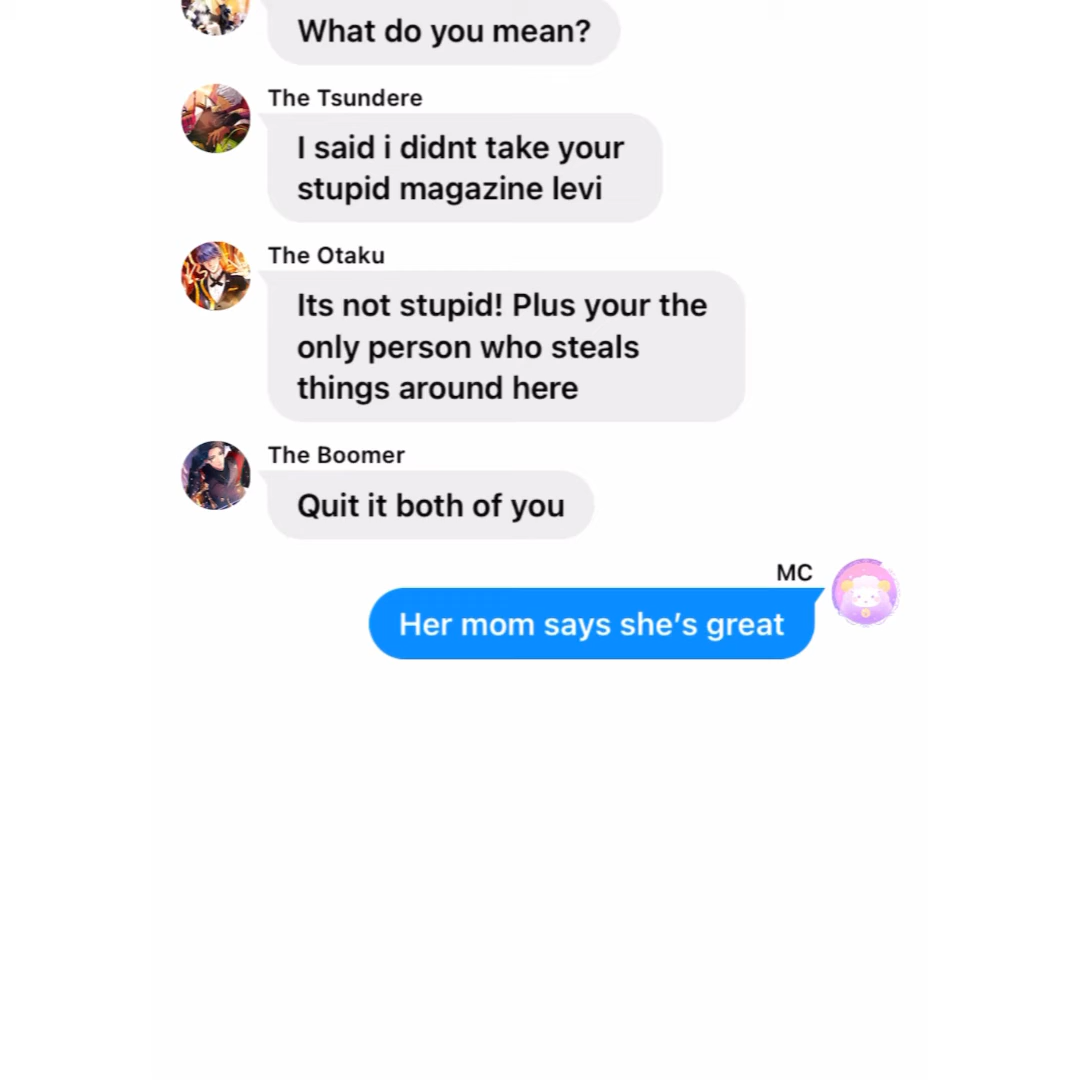 What do you mean?
The Tsundere
I said i didnt take your
stupid magazine levi
The Otaku
Its not stupid! Plus your the
only person who steals
things around here
The Boomer
Quit it both of you
MC
Her mom says she’s great